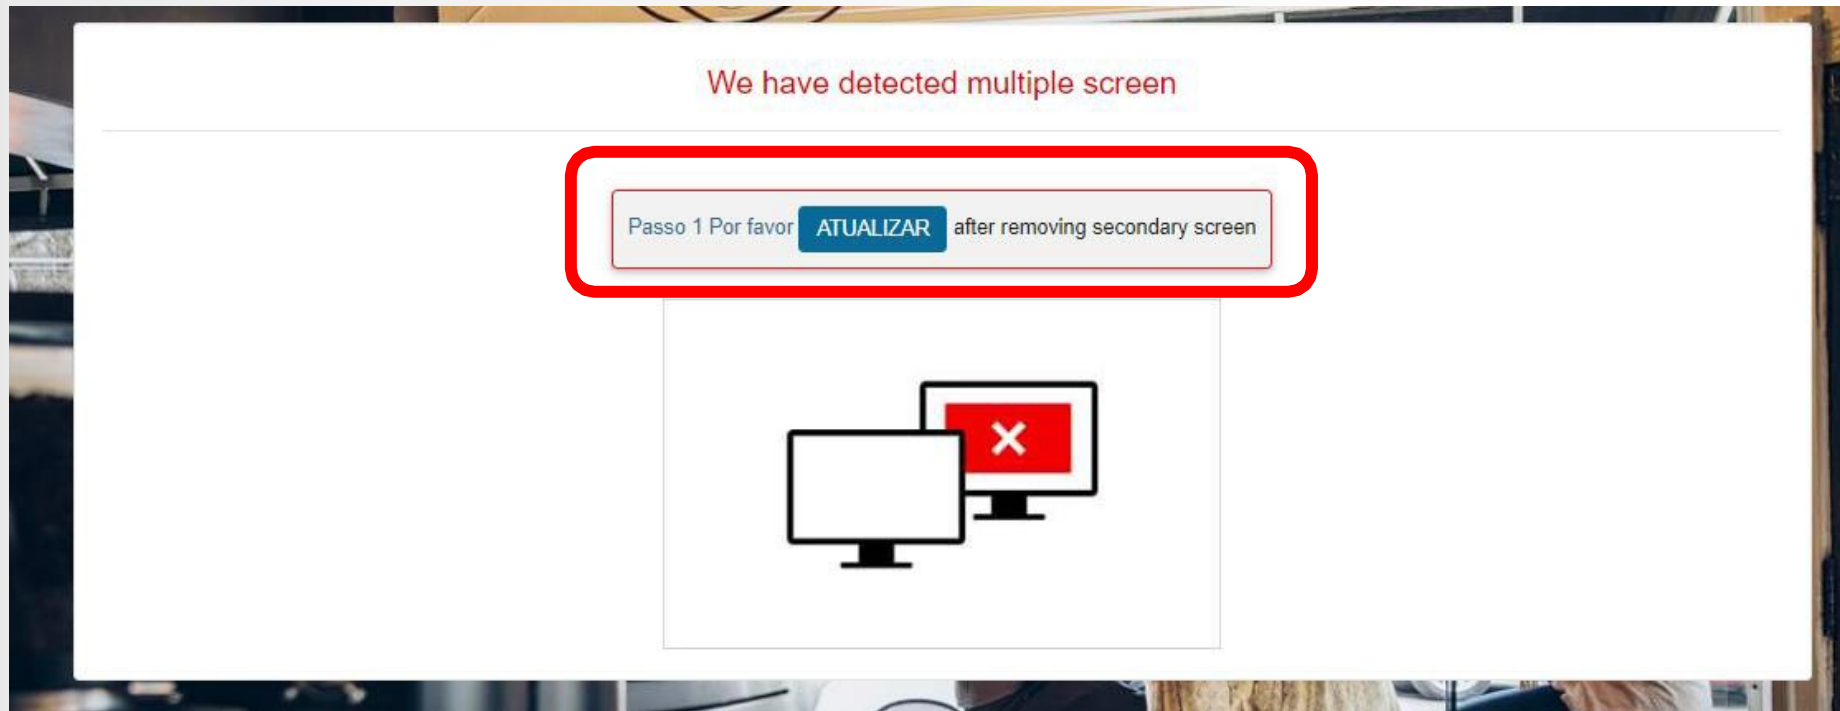 We have detected multiple screen
Passo 1 Por favor ATUALIZAR after removing secondary screen